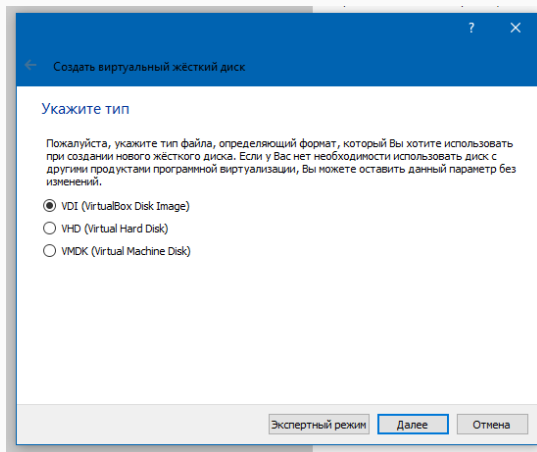 ?
Создать виртуальный жёсткий диск
Укажите тип
Пожалуйста, укажите тип файла, определяющий формат, который Вы хотите использовать
при создании нового жёсткого диска. Если у Вас нет необходимости использовать диск с
другими продуктами программной виртуализации, Вы можете оставить данный параметр без
изменений.
VDI (VirtualBox Disk Image)
VHD (Virtual Hard Disk)
VMDK (Virtual Machine Disk)
Экспертный режим Далее Отмена